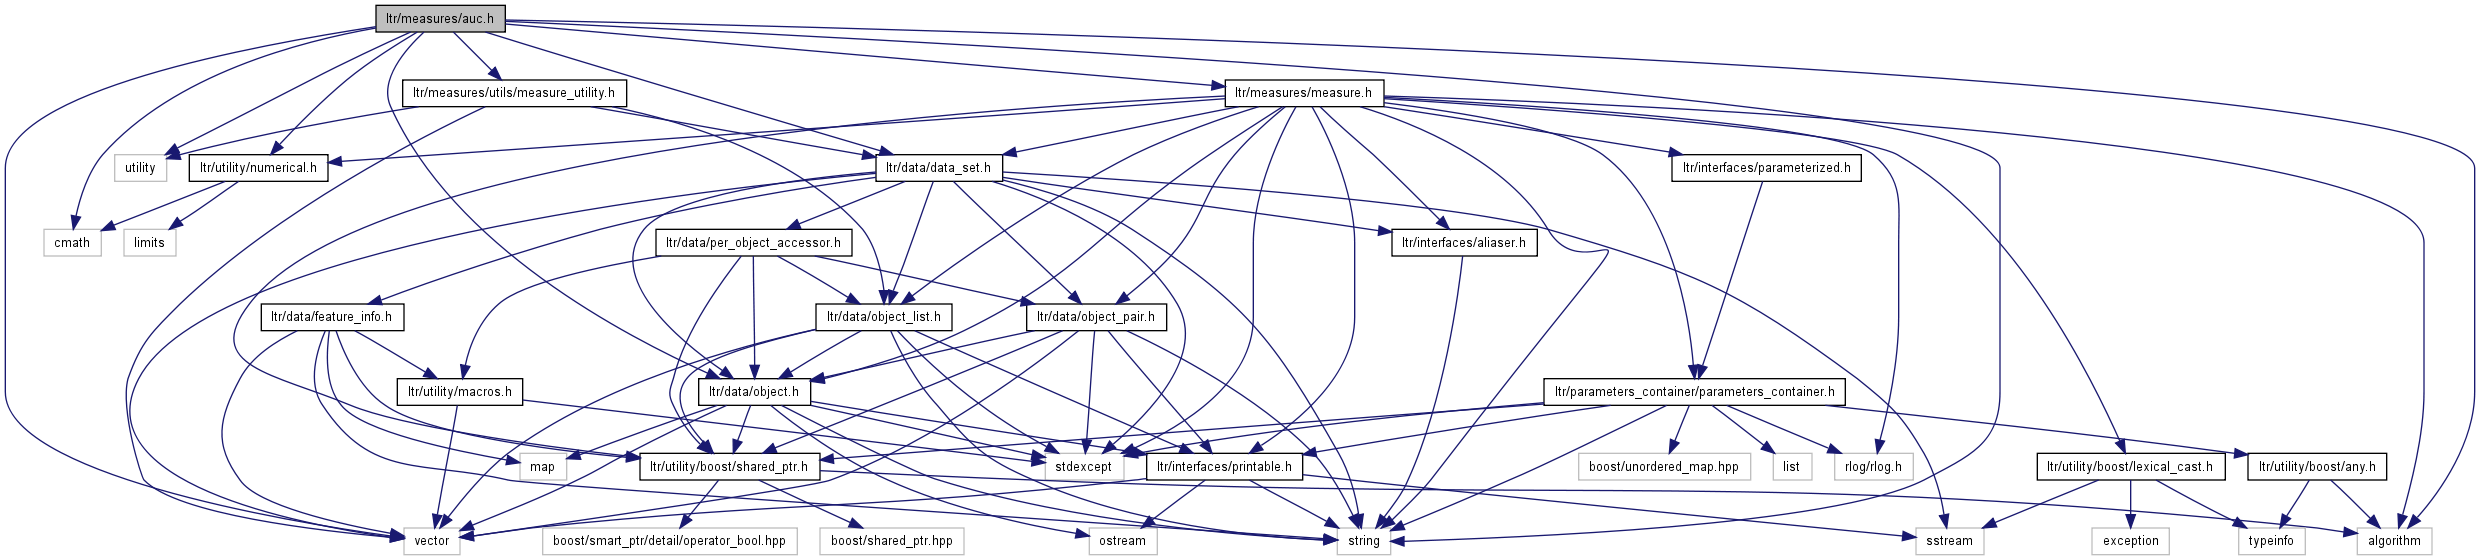 ltr/measures/auc.h
ltr/measures/utils/measure_utility.h
ltr/measures/measure.h
utility
ltr/utility/numerical.h
ltr/data/data_set.h
ltr/interfaces/parameterized.h
cmath
limits
ltr/data/per_object_accessor.h
ltr/interfaces/aliaser.h
ltr/data/feature_info.h
ltr/data/object_list.h
ltr/data/object_pair.h
ltr/utility/macros.h
ltr/data/object.h
ltr/parameters_container/parameters_container.h
map
ltr/utility/boost/shared_ptr.h
stdexcept
ltr/interfaces/printable.h
boost/unordered_map.hpp
list
rlog/rlog.h
ltr/utility/boost/lexical_cast.h
ltr/utility/boost/any.h
vector
boost/smart_ptr/detail/operator_bool.hpp
boost/shared_ptr.hpp
ostream
string
sstream
exception
typeinfo
algorithm